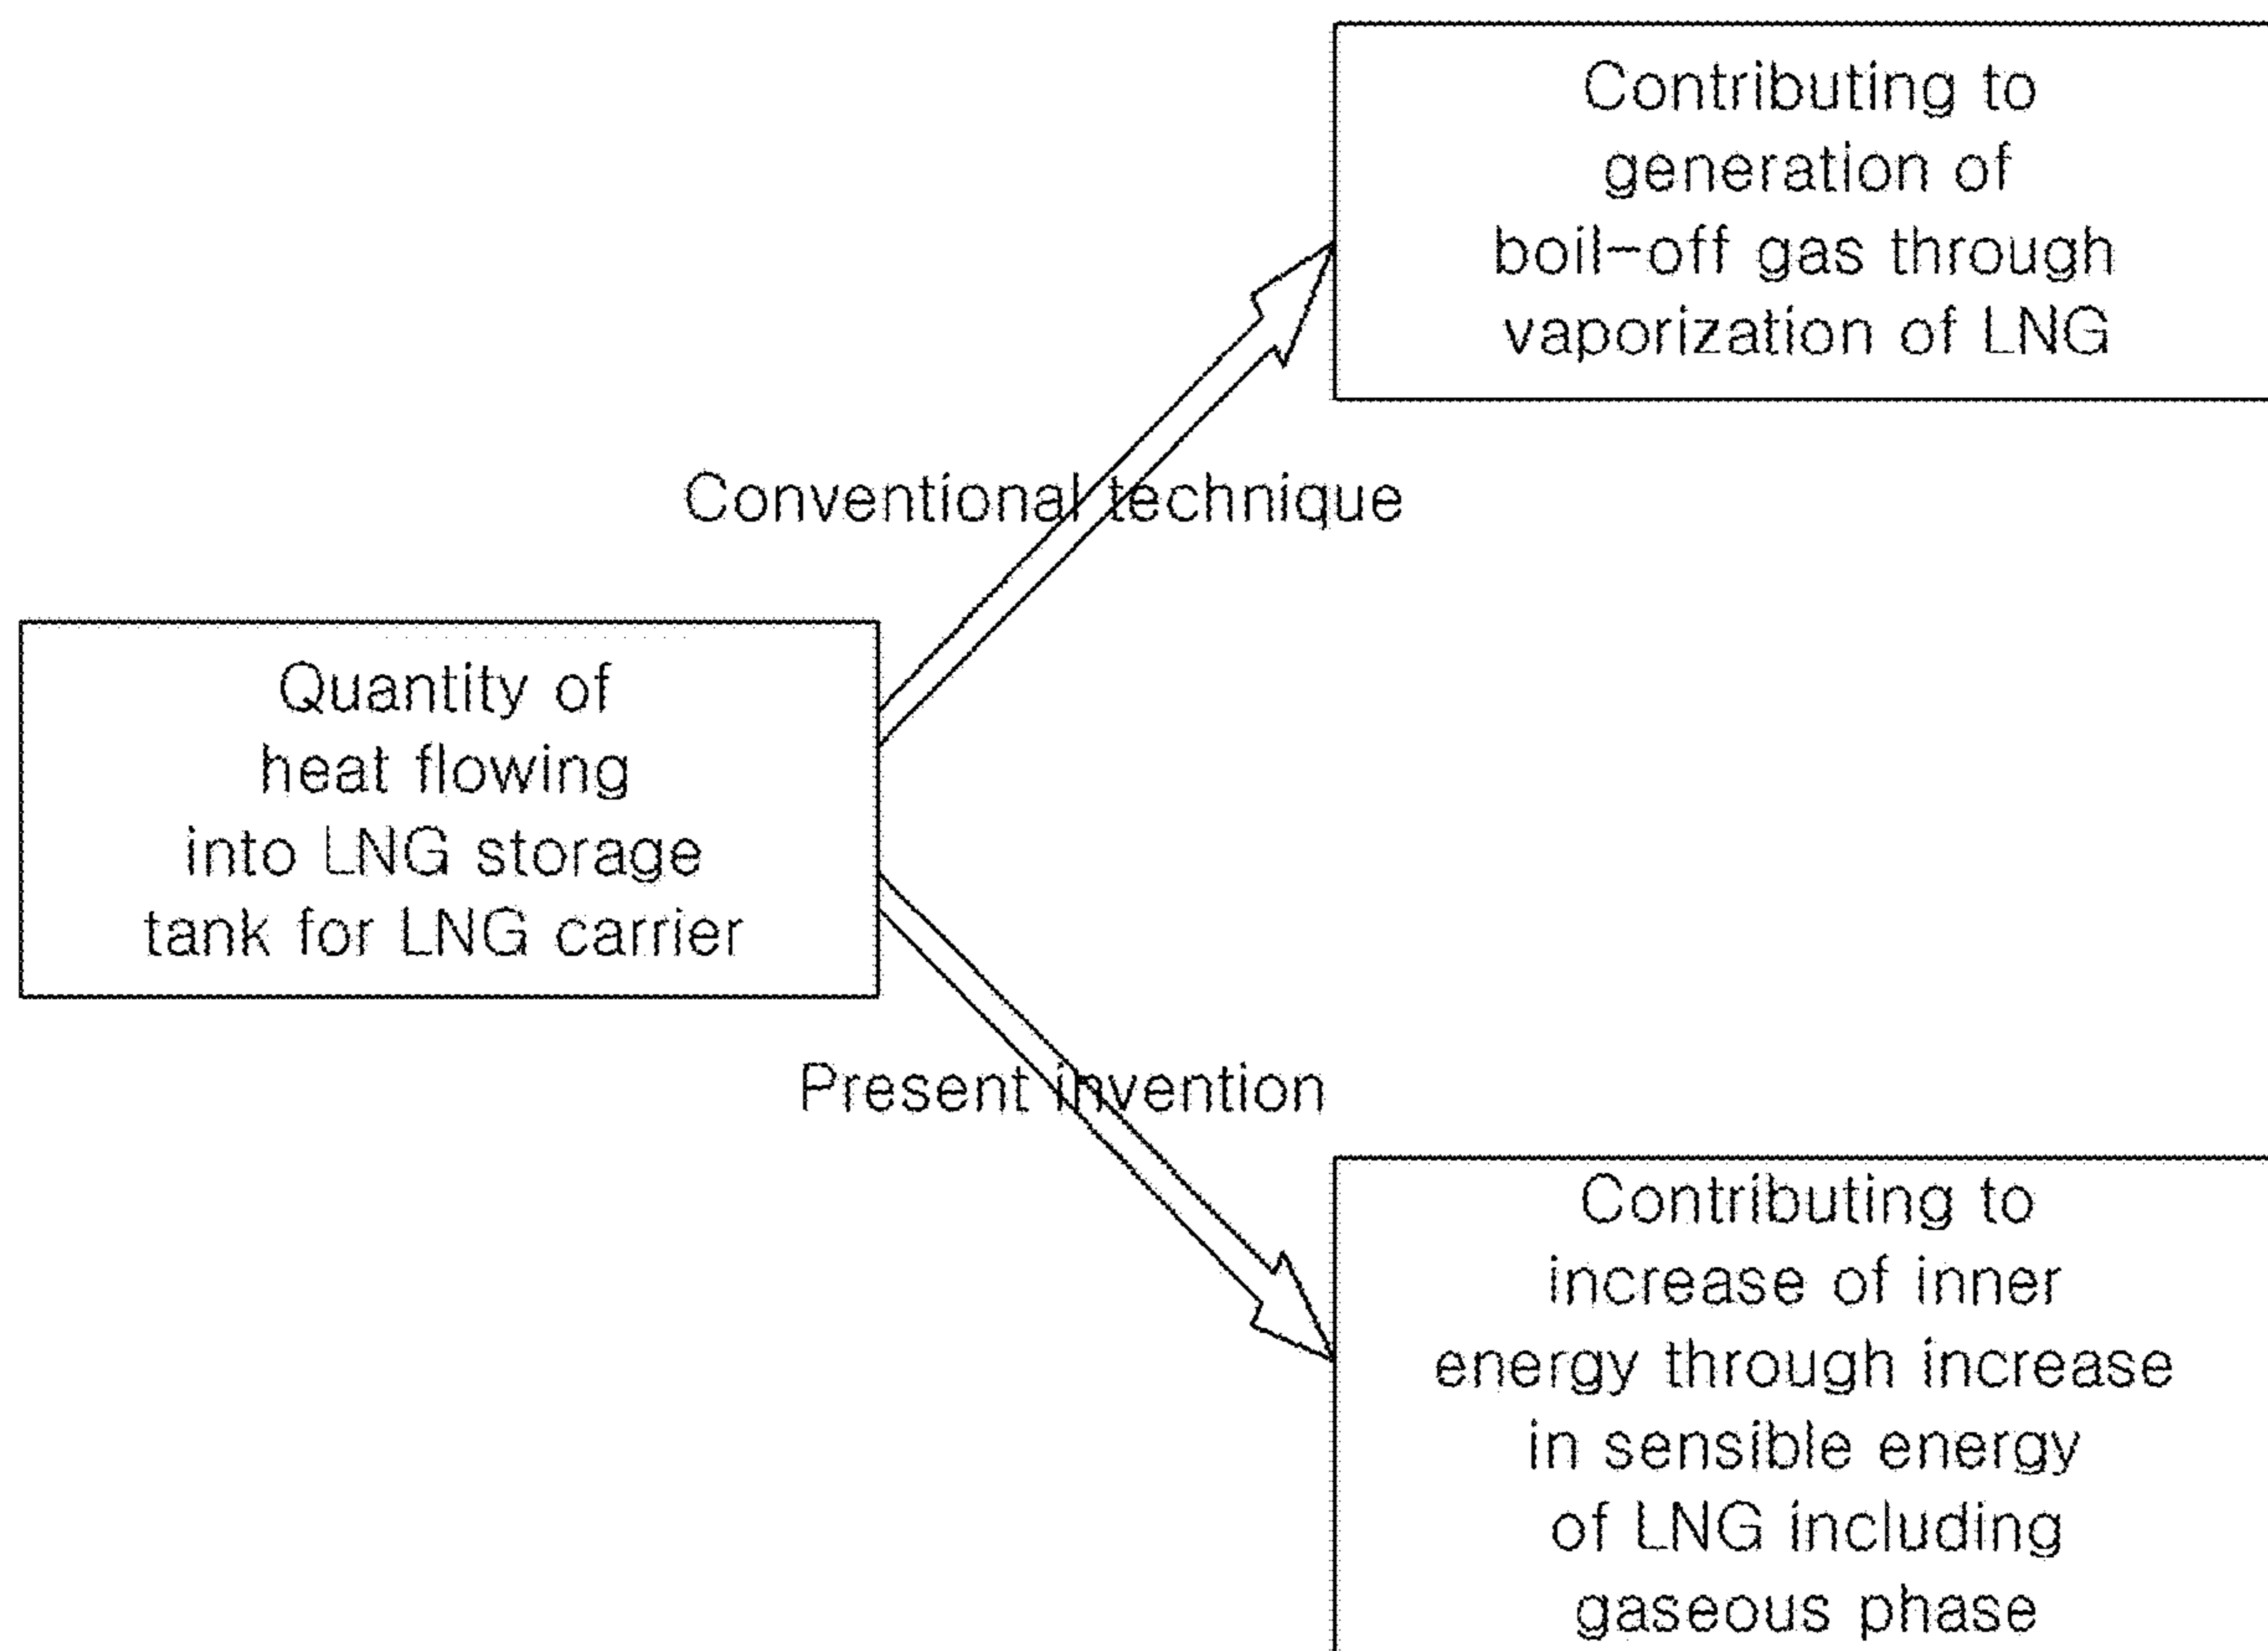 Contributing to
generation of
boil-off gas through
vaporization of LNG
Conventional technique
Quantity of
heat flowing
into LNG storage
tank for LNG carrier
Present invention
Contributing to
increase of inner
energy through increase
in sensible energy
of LNG including
gaseous phase